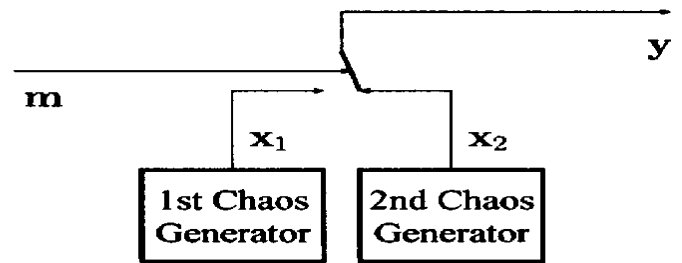 y
m
x₁
x₂
1st Chaos
Generator
2nd Chaos
Generator